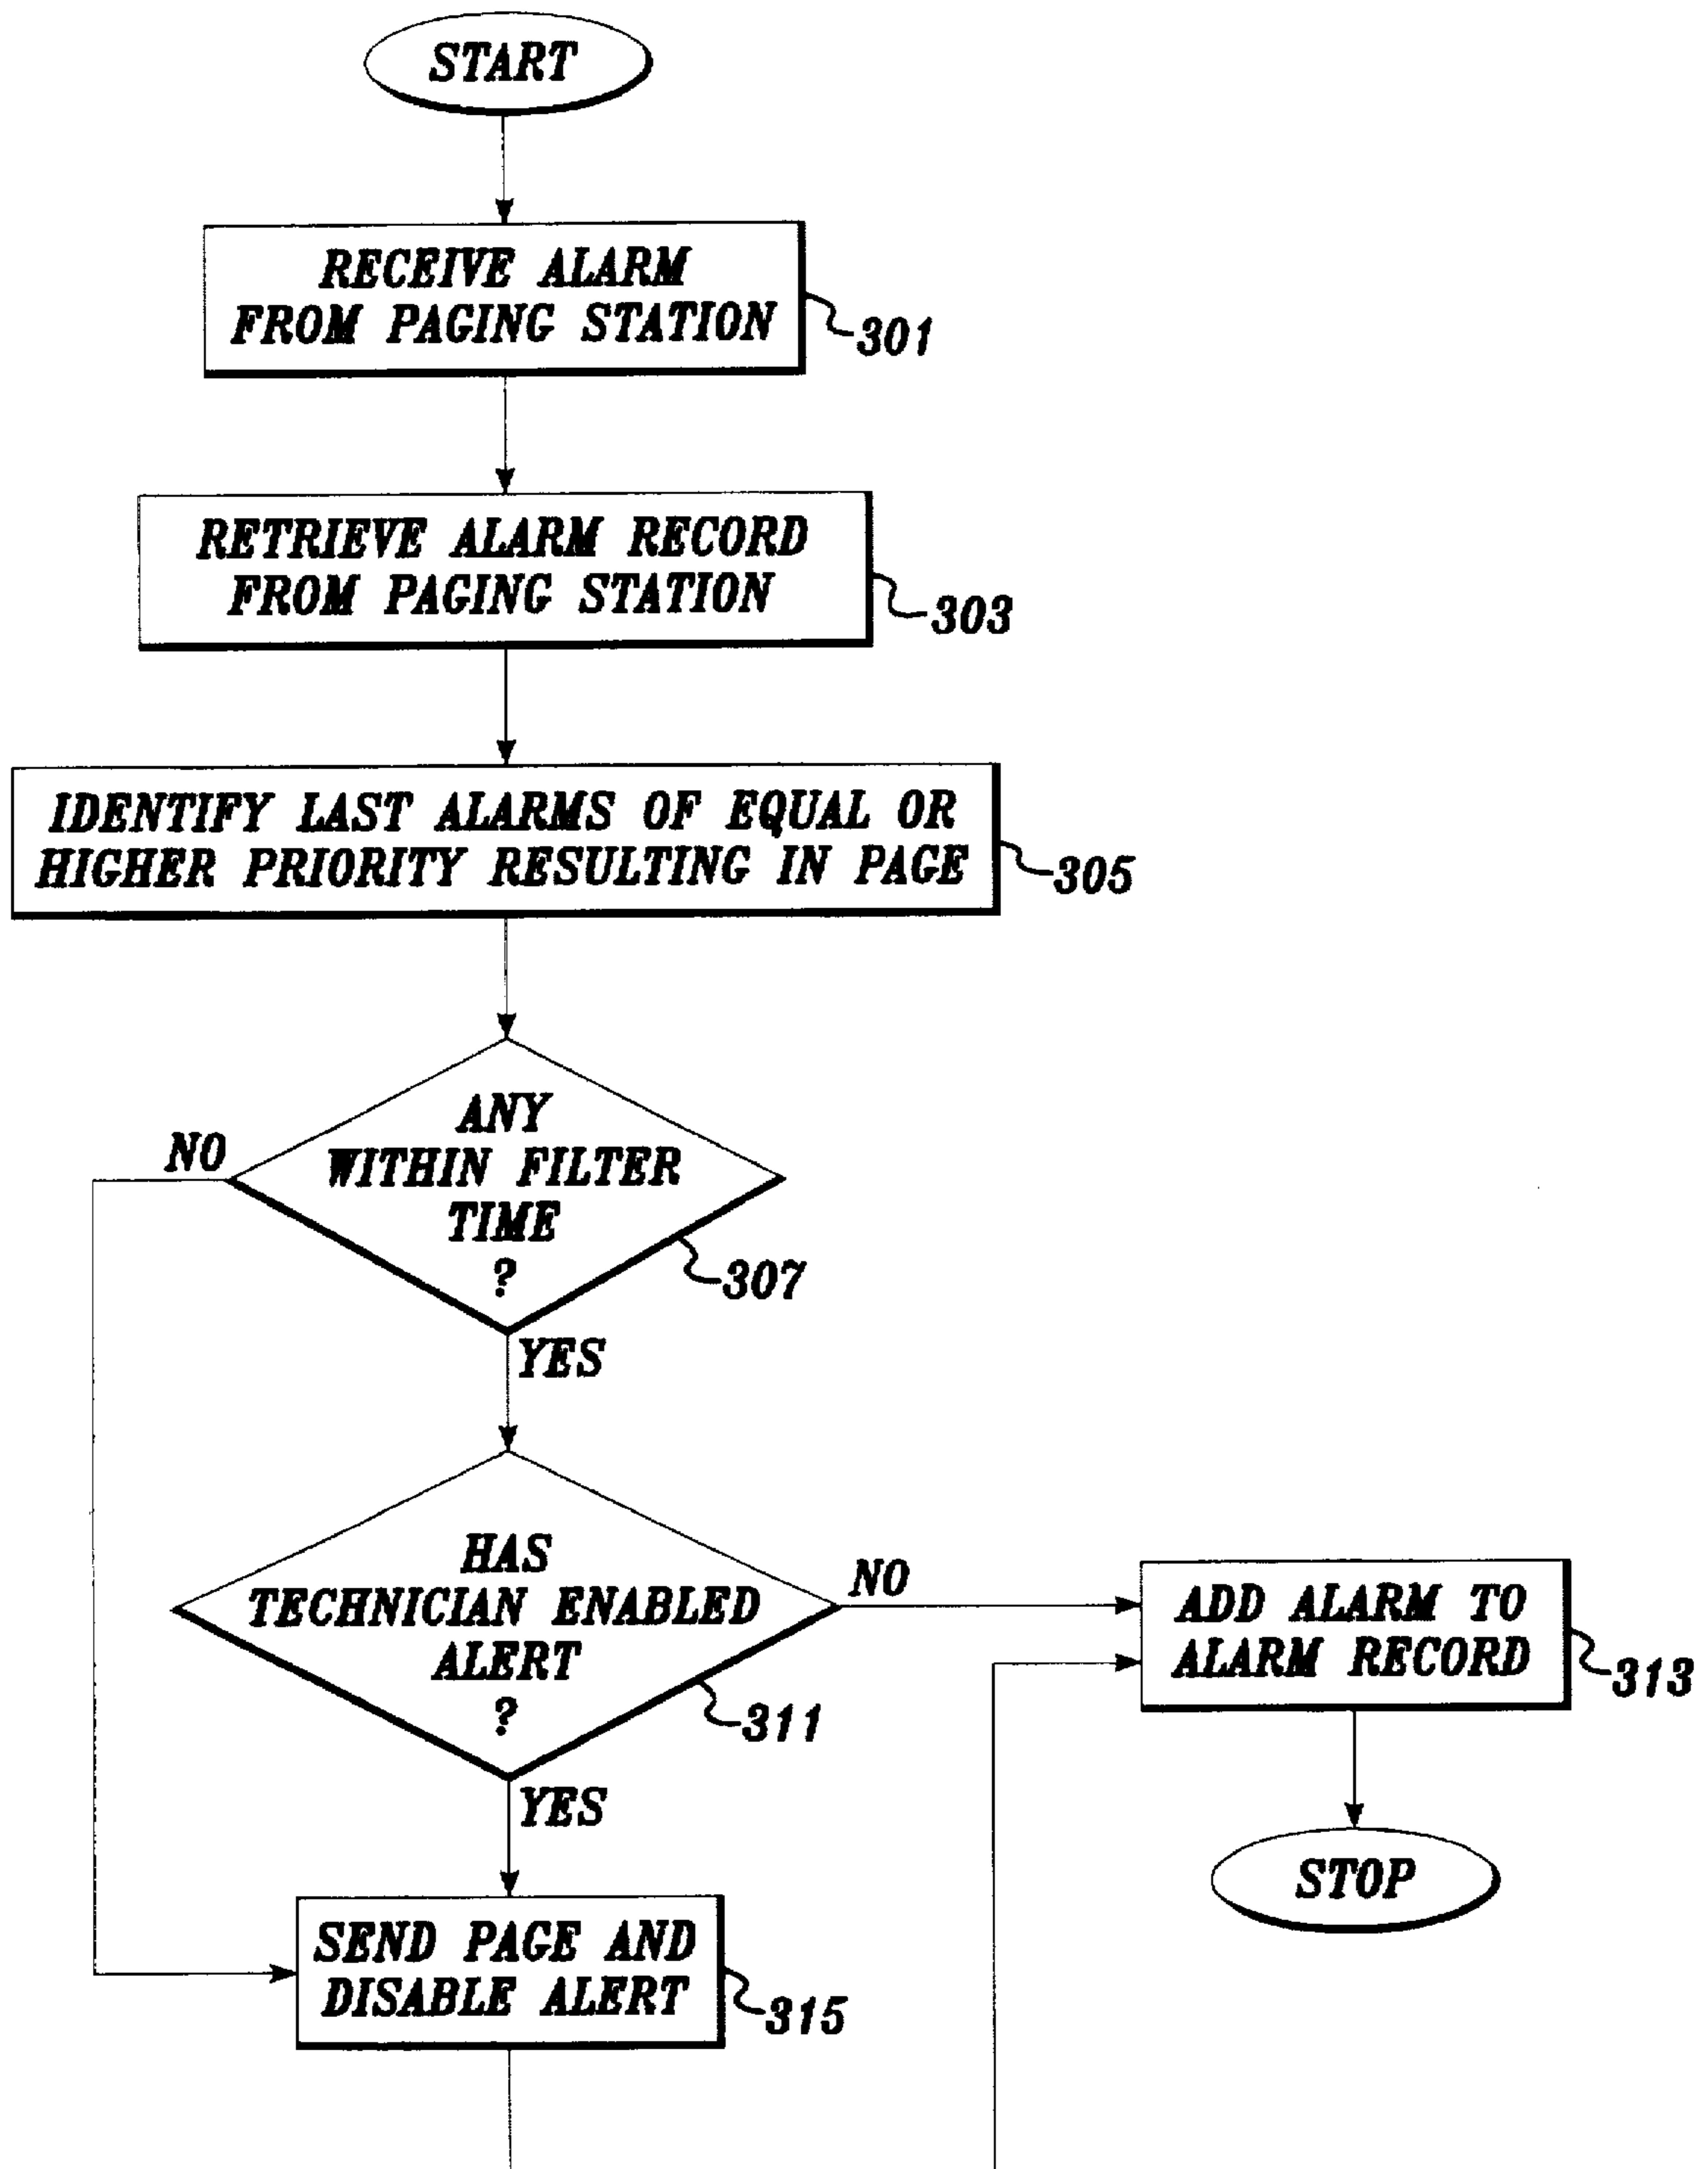 START
RECEIVE ALARM
FROM PAGING STATION
301
RETRIEVE ALARM RECORD
FROM PAGING STATION
303
IDENTIFY LAST ALARMS OF EQUAL OR
HIGHER PRIORITY RESULTING IN PAGE
305
ANY
WITHIN FILTER
TIME
?
NO
307
YES
HAS
TECHNICIAN ENABLED
ALERT
?
NO
311
YES
ADD ALARM TO
ALARM RECORD
313
STOP
SEND PAGE AND
DISABLE ALERT
315